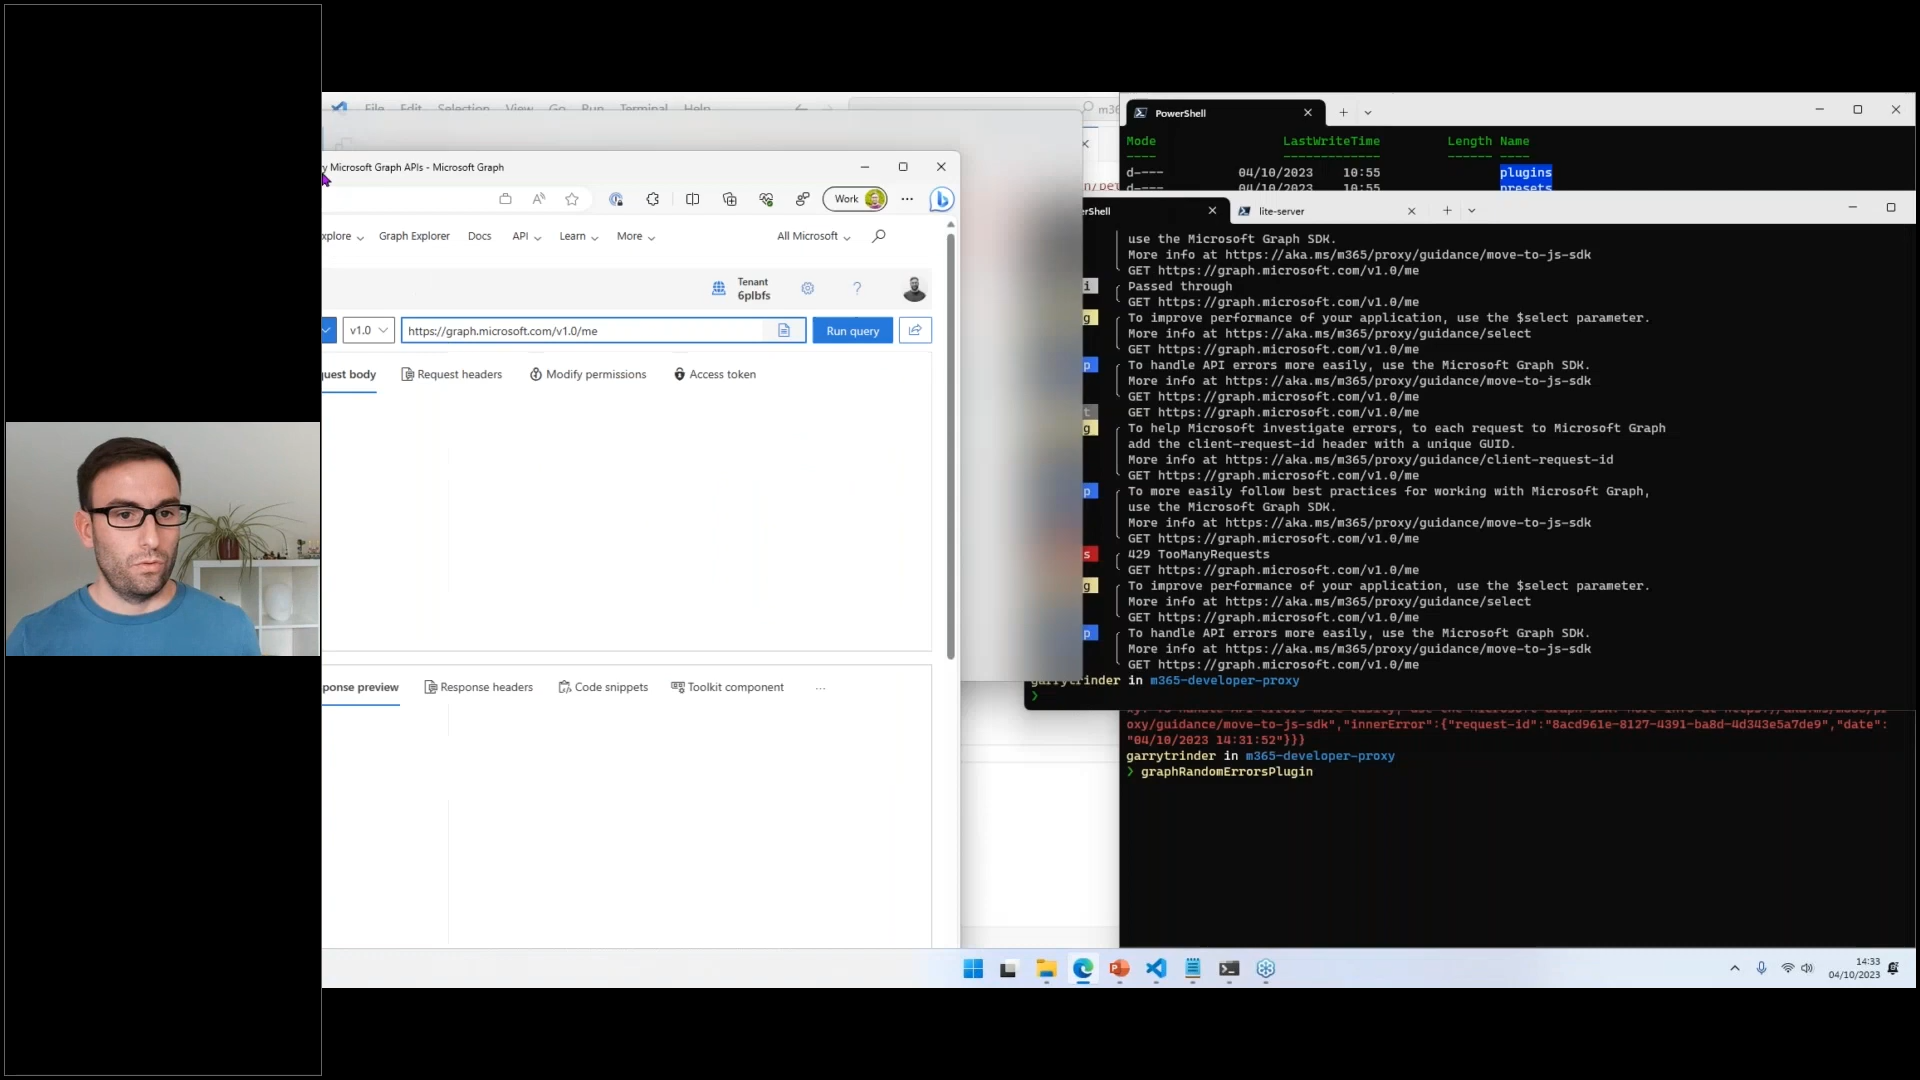 File Edit Selection View Go Run Terminal Help
Microsoft Graph APIs - Microsoft Graph
Work
Graph Explorer Docs API Learn More All Microsoft
Tenant
6plbfs
v1.0 https://graph.microsoft.com/v1.0/me Run query
Request headers Modify permissions Access token
Response headers Code snippets Toolkit component ...
PowerShell
Mode LastWriteTime Length Name
---- ------------- ------ ----
d---- 04/10/2023 10:55 plugins
d---- 04/10/2023 10:55 presets
lite-server
use the Microsoft Graph SDK.
More info at https://aka.ms/m365/proxy/guidance/move-to-js-sdk
GET https://graph.microsoft.com/v1.0/me
Passed through
GET https://graph.microsoft.com/v1.0/me
To improve performance of your application, use the $select parameter.
More info at https://aka.ms/m365/proxy/guidance/select
GET https://graph.microsoft.com/v1.0/me
To handle API errors more easily, use the Microsoft Graph SDK.
More info at https://aka.ms/m365/proxy/guidance/move-to-js-sdk
GET https://graph.microsoft.com/v1.0/me
GET https://graph.microsoft.com/v1.0/me
To help Microsoft investigate errors, to each request to Microsoft Graph
add the client-request-id header with a unique GUID.
More info at https://aka.ms/m365/proxy/guidance/client-request-id
GET https://graph.microsoft.com/v1.0/me
To more easily follow best practices for working with Microsoft Graph,
use the Microsoft Graph SDK.
More info at https://aka.ms/m365/proxy/guidance/move-to-js-sdk
GET https://graph.microsoft.com/v1.0/me
429 TooManyRequests
GET https://graph.microsoft.com/v1.0/me
To improve performance of your application, use the $select parameter.
More info at https://aka.ms/m365/proxy/guidance/select
GET https://graph.microsoft.com/v1.0/me
To handle API errors more easily, use the Microsoft Graph SDK.
More info at https://aka.ms/m365/proxy/guidance/move-to-js-sdk
GET https://graph.microsoft.com/v1.0/me
garrytrinder in m365-developer-proxy
❯
oxy/guidance/move-to-js-sdk","innerError":{"request-id":"8acd961e-8127-4391-ba8d-4d343e5a7de9","date":
"04/10/2023 14:31:52"}}}
garrytrinder in m365-developer-proxy
❯ graphRandomErrorsPlugin
14:33
04/10/2023